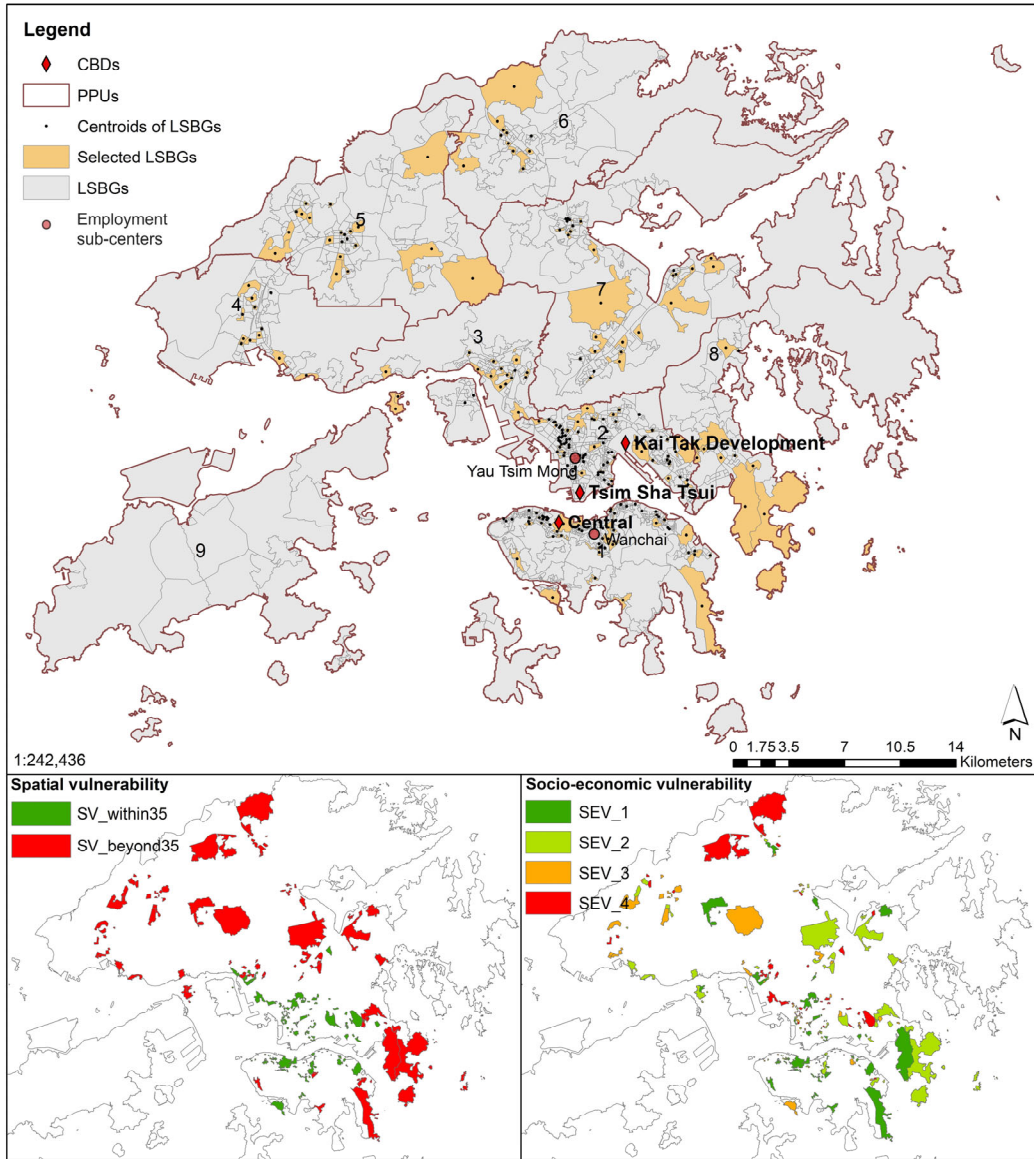 Legend
CBDs
PPUs
Centroids of LSBGs
Selected LSBGs
LSBGs
Employment
sub-centers
6
5
7
4
3
8
2
Kai Tak Development
Yau Tsim Mong
Tsim Sha Tsui
Central
Wanchai
9
N
1:242,436
0 1.75 3.5 7 10.5 14
Kilometers
Spatial vulnerability
SV_within35
SV_beyond35
Socio-economic vulnerability
SEV_1
SEV_2
SEV_3
SEV_4